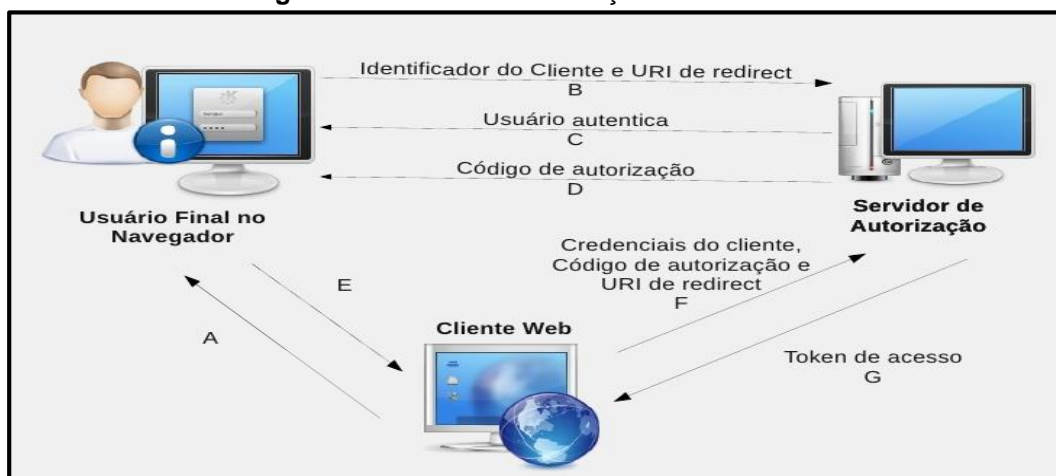 Identificador do Cliente e URI de redirect
B
Usuário autentica
C
Código de autorização
D
Usuário Final no
Navegador
Servidor de
Autorização
Credenciais do cliente,
Código de autorização e
URI de redirect
F
E
A
Cliente Web
Token de acesso
G